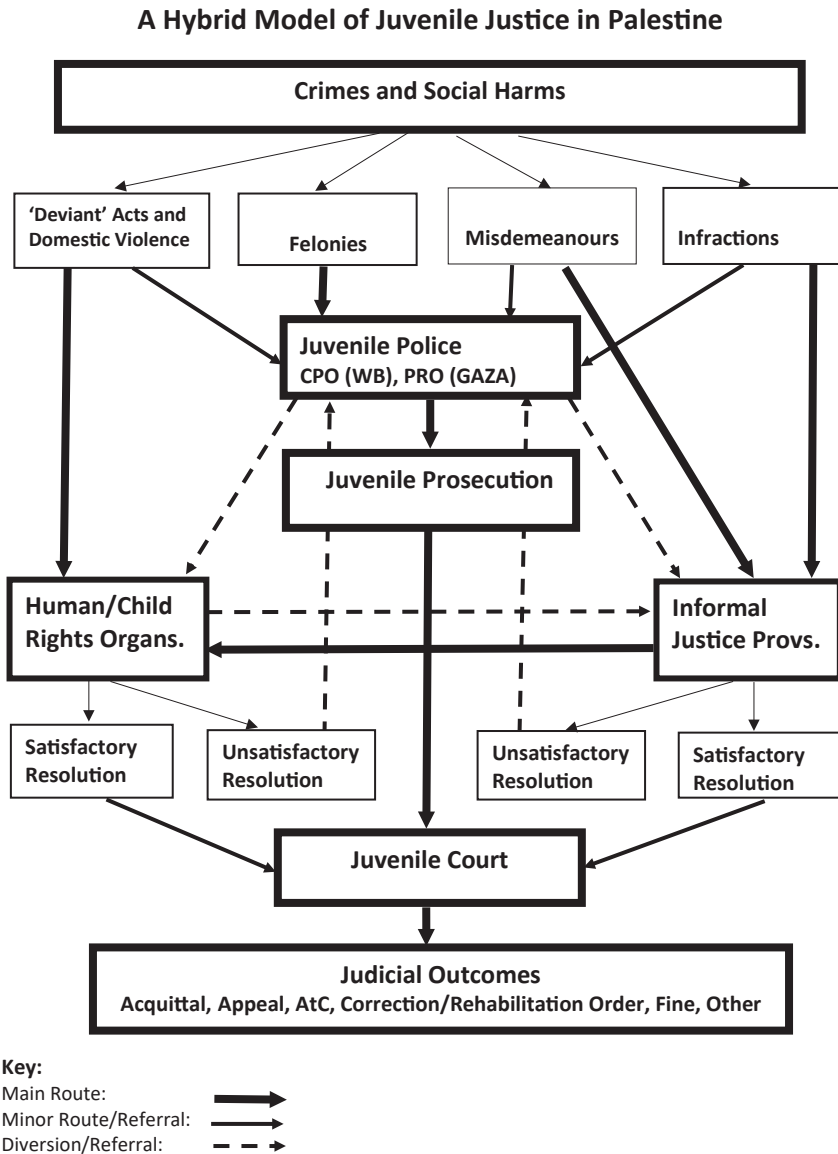 A Hybrid Model of Juvenile Justice in Palestine
Crimes and Social Harms
‘Deviant’ Acts and
Domestic Violence
Felonies
Misdemeanours
Infractions
Juvenile Police
CPO (WB), PRO (GAZA)
Juvenile Prosecution
Human/Child
Rights Organs.
Informal
Justice Provs.
Satisfactory
Resolution
Unsatisfactory
Resolution
Unsatisfactory
Resolution
Satisfactory
Resolution
Juvenile Court
Judicial Outcomes
Acquittal, Appeal, AtC, Correction/Rehabilitation Order, Fine, Other
Key:
Main Route:
Minor Route/Referral:
Diversion/Referral: